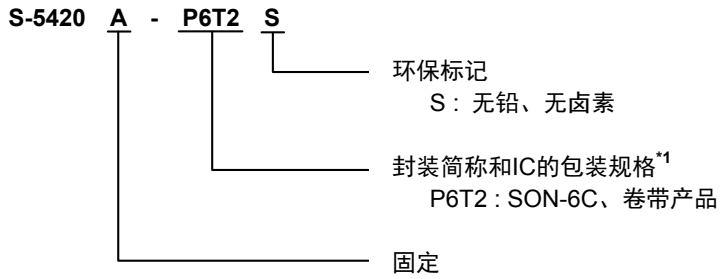 S-5420 A - P6T2 S
环保标记
S : 无铅、无卤素
封装简称和IC的包装规格*1
P6T2 : SON-6C、卷带产品
固定